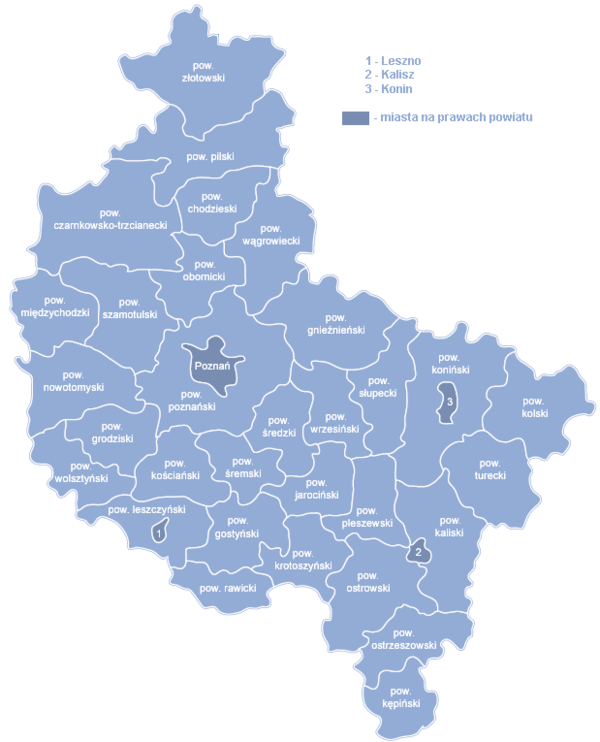 1 - Leszno
2 - Kalisz
3 - Konin
- miasta na prawach powiatu
pow.
złotowski
pow. pilski
pow.
chodzieski
pow.
czarnkowsko-trzcianecki
pow.
wągrowiecki
pow.
obornicki
pow.
międzychodzki
pow.
szamotulski
pow.
gnieźnieński
Poznań
pow.
poznański
pow.
nowotomyski
pow.
słupecki
pow.
koniński
3
pow.
kolski
pow.
grodziski
pow.
średzki
pow.
wrzesiński
pow.
wolsztyński
pow.
kościański
pow.
śremski
pow.
jarociński
pow.
turecki
pow. leszczyński
1
pow.
gostyński
pow.
pleszewski
pow.
kaliski
2
pow.
krotoszyński
pow. rawicki
pow.
ostrowski
pow.
ostrzeszowski
pow.
kępiński